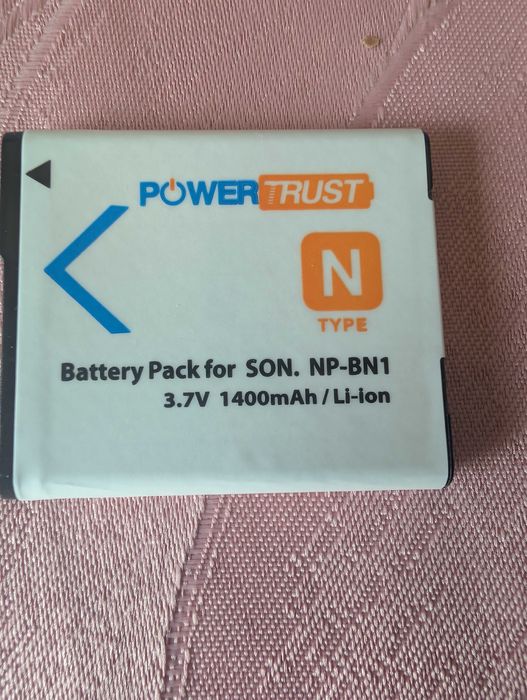 POWERTRUST
N
TYPE
Battery Pack for SON. NP-BN1
3.7V 1400mAh / Li-ion